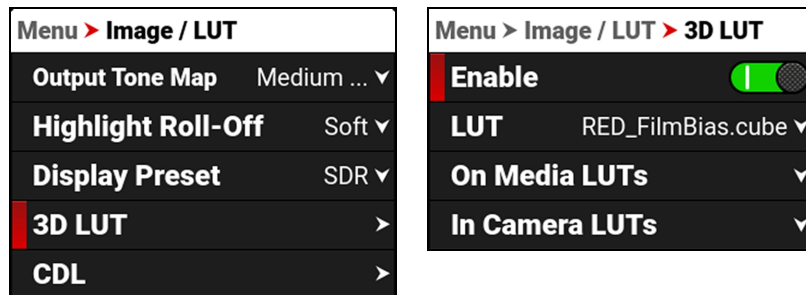 Menu > Image / LUT
Output Tone Map Medium ...
Highlight Roll-Off Soft
Display Preset SDR
3D LUT
CDL
Menu > Image / LUT > 3D LUT
Enable
LUT RED_FilmBias.cube
On Media LUTs
In Camera LUTs